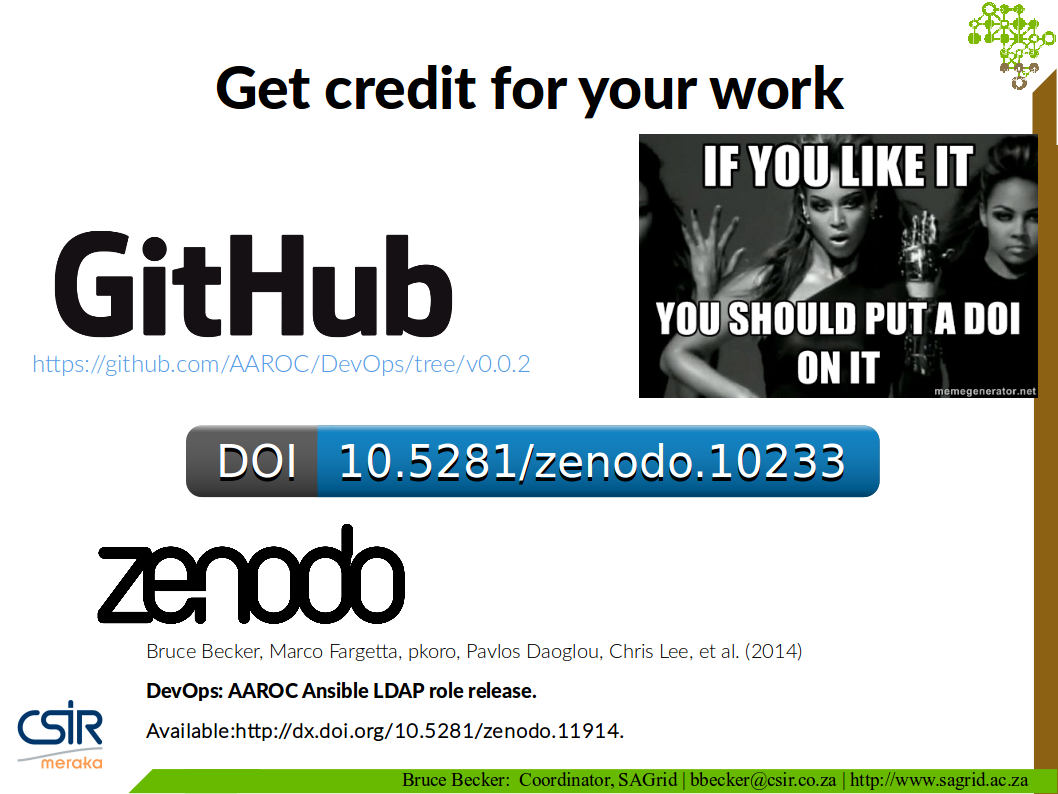 Get credit for your work
IF YOU LIKE IT
YOU SHOULD PUT A DOI
ON IT
memegenerator.net
GitHub
https://github.com/AAROC/DevOps/tree/v0.0.2
DOI 10.5281/zenodo.10233
zenodo
Bruce Becker, Marco Fargetta, pkoro, Pavlos Daoglou, Chris Lee, et al. (2014)
DevOps: AAROC Ansible LDAP role release.
Available:http://dx.doi.org/10.5281/zenodo.11914.
CSIR
meraka
Bruce Becker: Coordinator, SAGrid | bbecker@csir.co.za | http://www.sagrid.ac.za